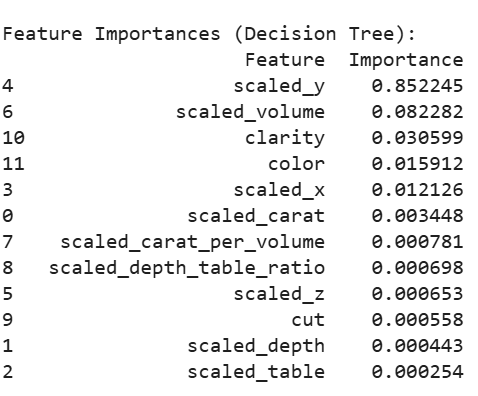 Feature Importances (Decision Tree):
Feature Importance
4 scaled_y 0.852245
6 scaled_volume 0.082282
10 clarity 0.030599
11 color 0.015912
3 scaled_x 0.012126
0 scaled_carat 0.003448
7 scaled_carat_per_volume 0.000781
8 scaled_depth_table_ratio 0.000698
5 scaled_z 0.000653
9 cut 0.000558
1 scaled_depth 0.000443
2 scaled_table 0.000254